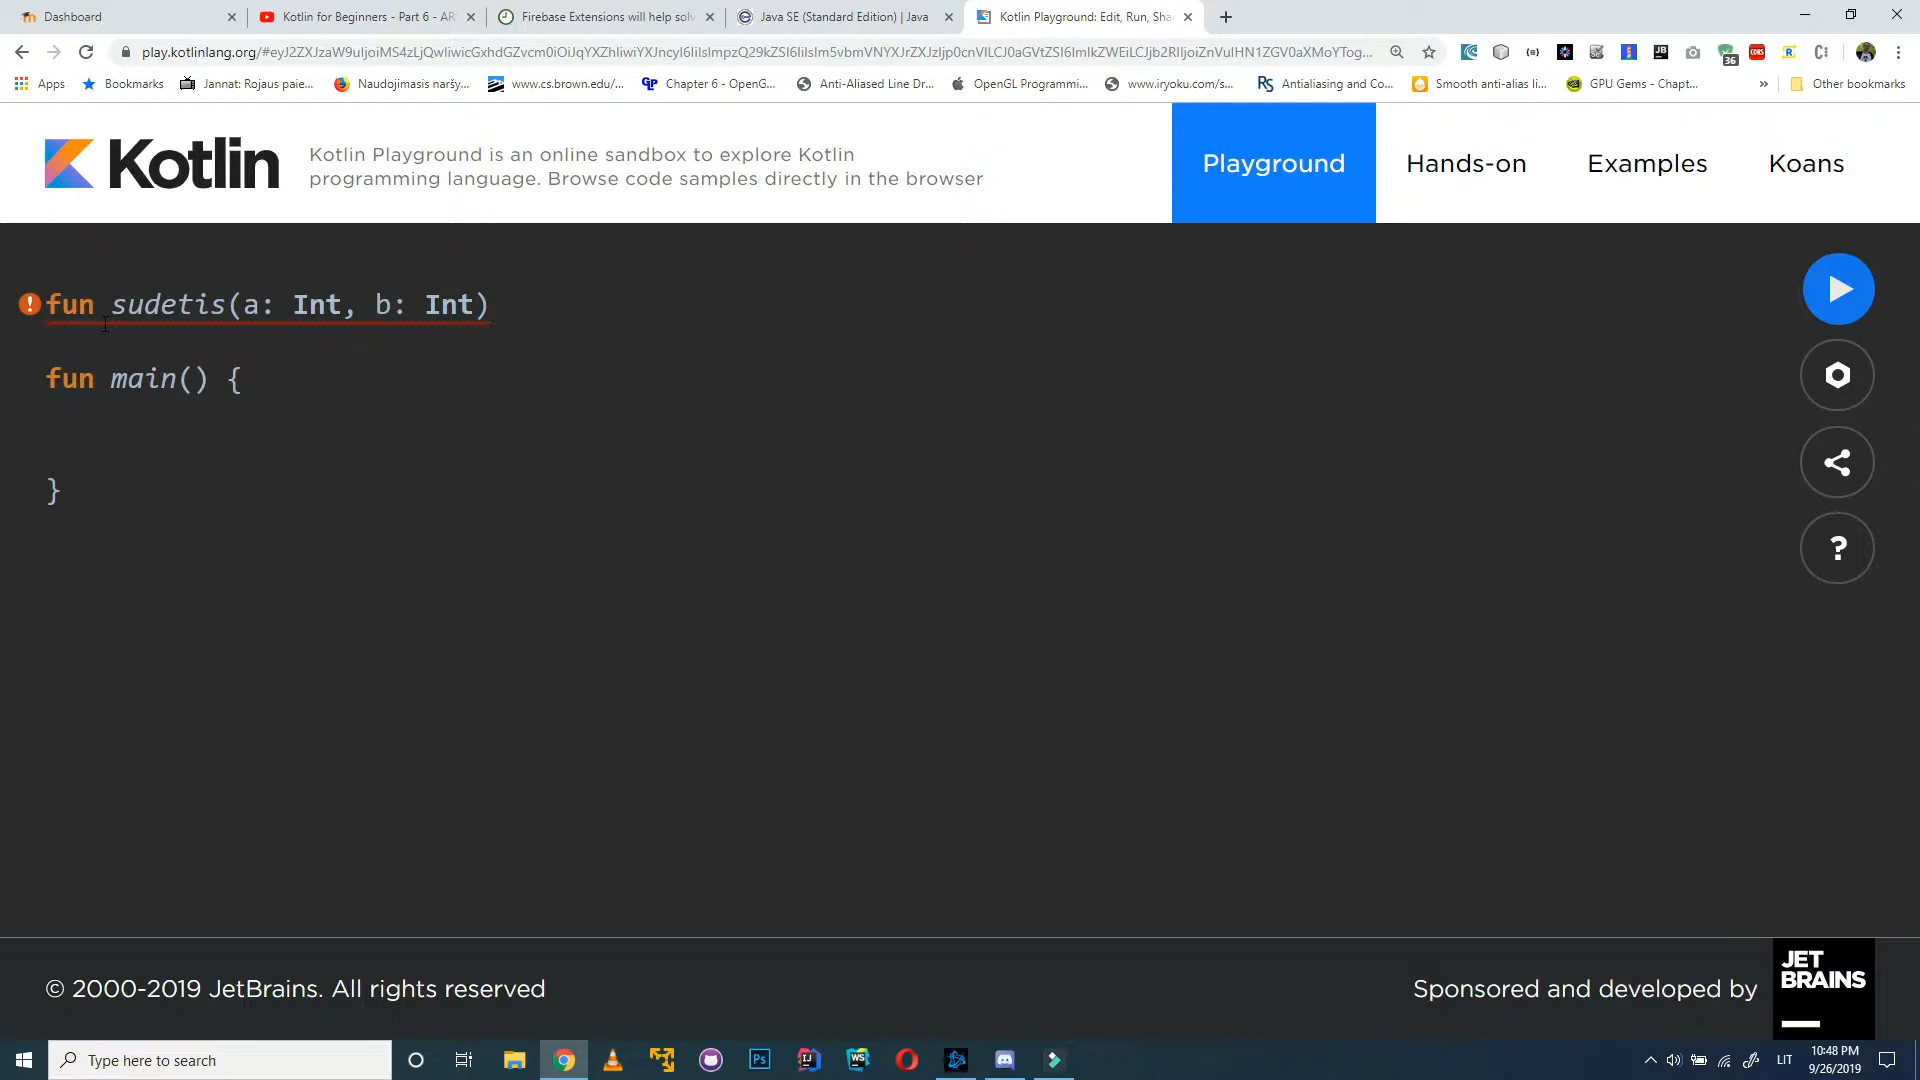 Dashboard
Kotlin for Beginners - Part 6 - AR
Firebase Extensions will help solv
Java SE (Standard Edition) | Java
Kotlin Playground: Edit, Run, Sha
Apps
Bookmarks
Jannat: Rojaus paie...
Naudojimasis naršy...
www.cs.brown.edu/...
Chapter 6 - OpenG...
Anti-Aliased Line Dr...
OpenGL Programmi...
www.iryoku.com/s...
Antialiasing and Co...
Smooth anti-alias li...
GPU Gems - Chapt...
»
Other bookmarks
Kotlin
Kotlin Playground is an online sandbox to explore Kotlin
programming language. Browse code samples directly in the browser
Playground
Hands-on
Examples
Koans
fun sudetis(a: Int, b: Int)
fun main() {
}
?
© 2000-2019 JetBrains. All rights reserved
Sponsored and developed by
JET
BRAINS
Type here to search
LIT
10:48 PM
9/26/2019